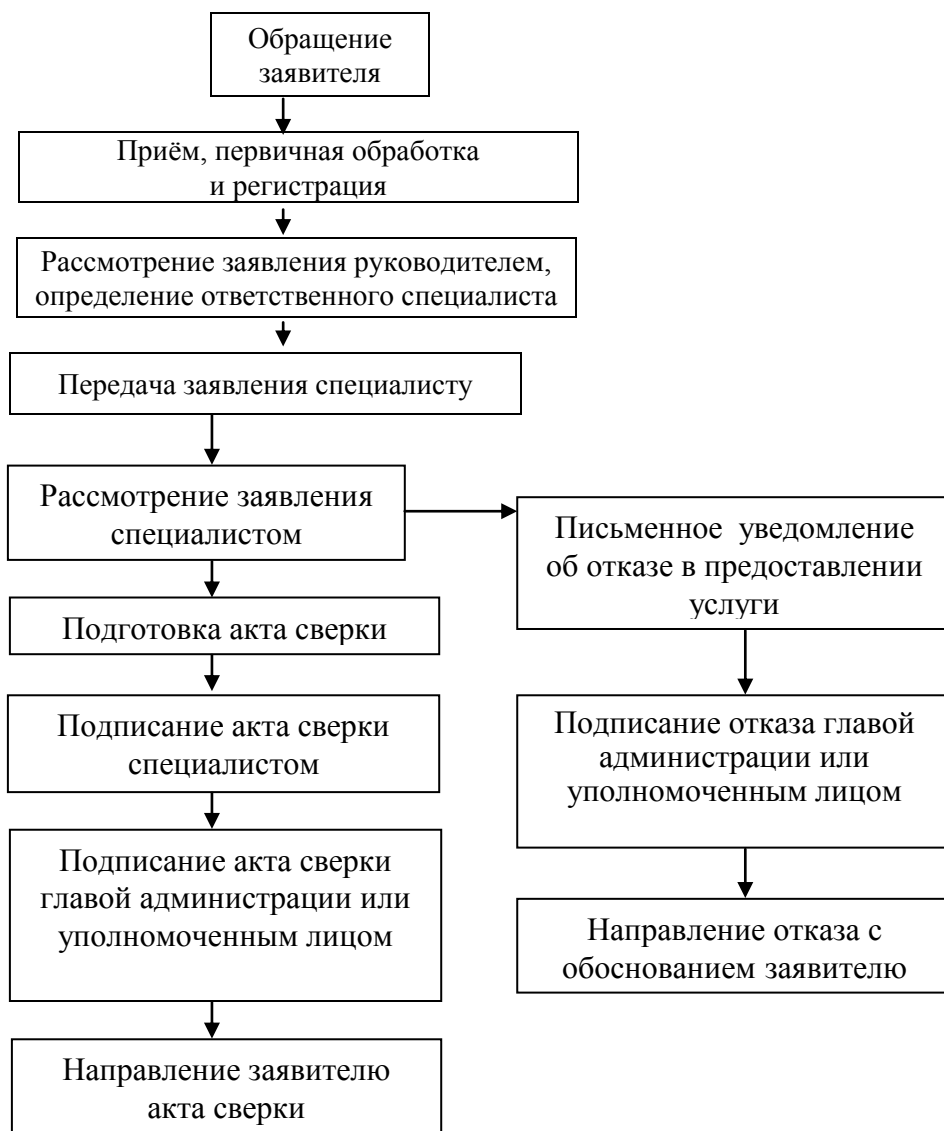 Обращение
заявителя
Приём, первичная обработка
и регистрация
Рассмотрение заявления руководителем,
определение ответственного специалиста
Передача заявления специалисту
Рассмотрение заявления
специалистом
Письменное уведомление
об отказе в предоставлении
услуги
Подготовка акта сверки
Подписание акта сверки
специалистом
Подписание отказа главой
администрации или
уполномоченным лицом
Подписание акта сверки
главой администрации или
уполномоченным лицом
Направление отказа с
обоснованием заявителю
Направление заявителю
акта сверки